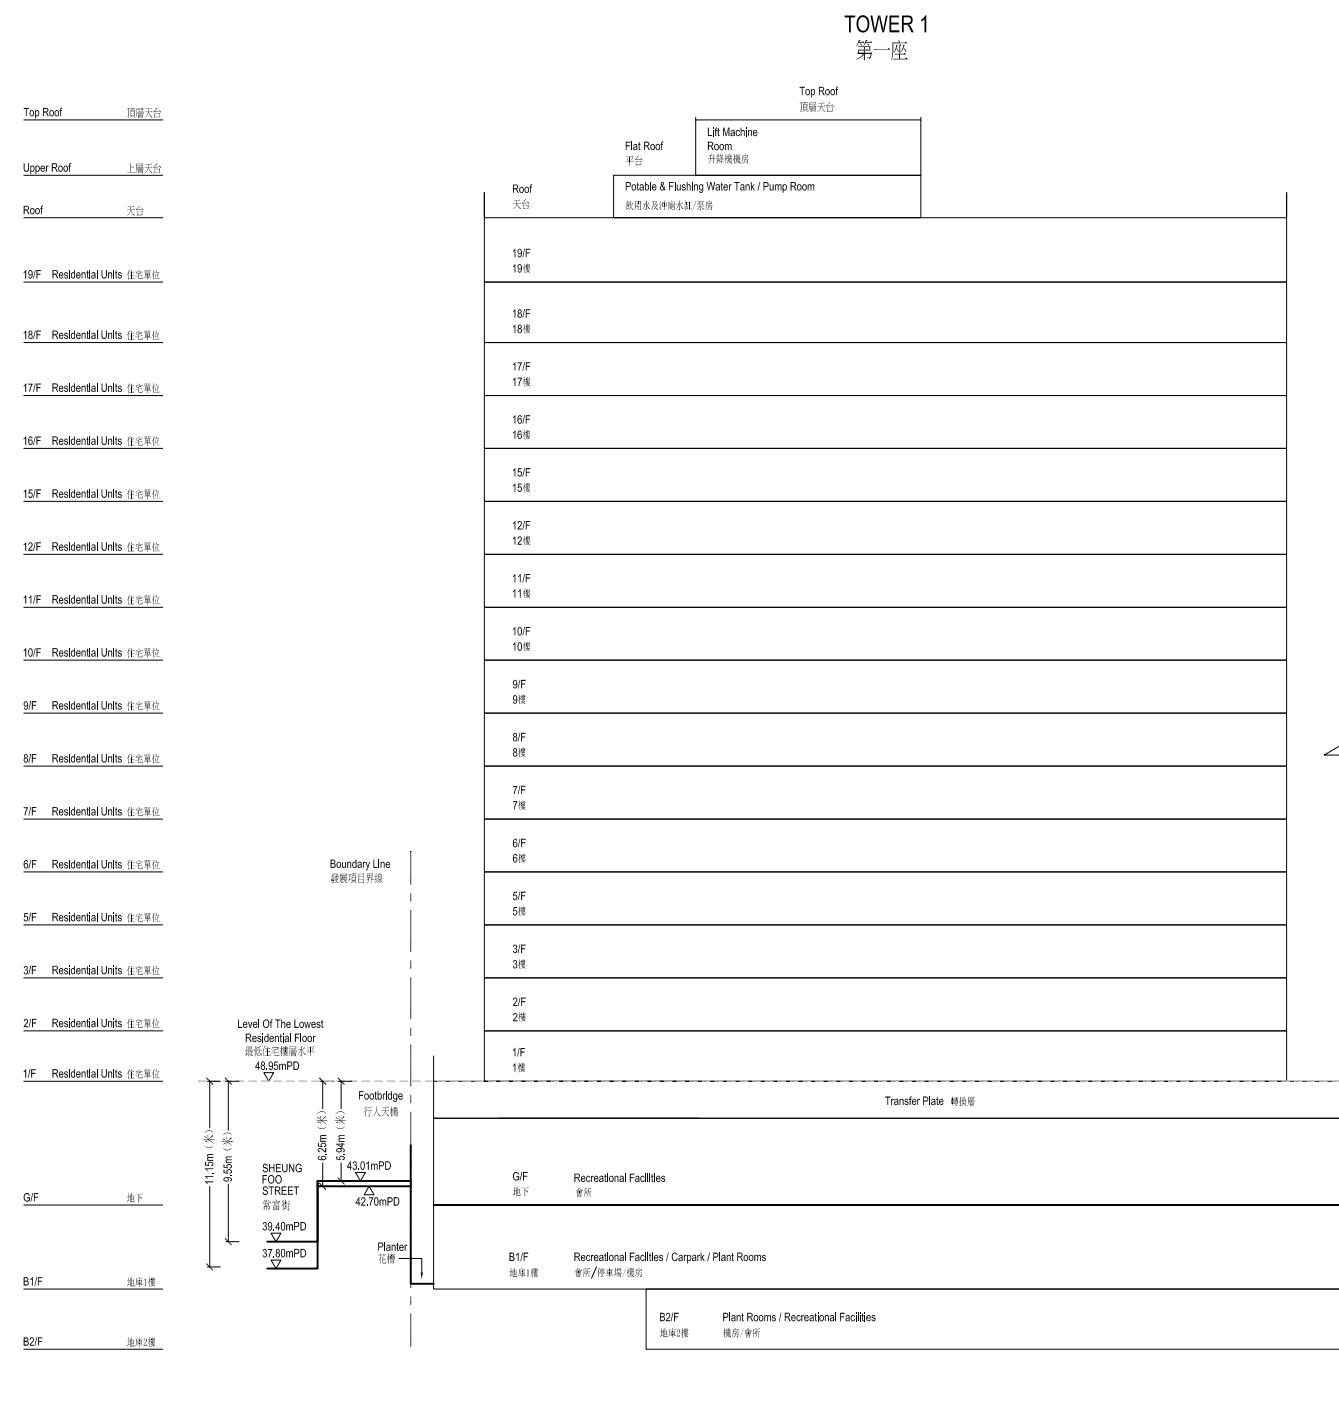 TOWER 1
第一座
Top Roof
頂層天台
Top Roof 頂層天台
Lift Machine
Room
升降機機房
Flat Roof
平台
Upper Roof 上層天台
Potable & Flushing Water Tank / Pump Room
飲用水及沖廁水缸/泵房
Roof
天台
Roof 天台
19/F
19樓
19/F Residential Units 住宅單位
18/F
18樓
18/F Residential Units 住宅單位
17/F
17樓
17/F Residential Units 住宅單位
16/F
16樓
16/F Residential Units 住宅單位
15/F
15樓
15/F Residential Units 住宅單位
12/F
12樓
12/F Residential Units 住宅單位
11/F
11樓
11/F Residential Units 住宅單位
10/F
10樓
10/F Residential Units 住宅單位
9/F
9樓
9/F Residential Units 住宅單位
8/F
8樓
8/F Residential Units 住宅單位
7/F
7樓
7/F Residential Units 住宅單位
6/F
6樓
6/F Residential Units 住宅單位
Boundary Line
發展項目界線
5/F
5樓
5/F Residential Units 住宅單位
3/F
3樓
3/F Residential Units 住宅單位
2/F
2樓
2/F Residential Units 住宅單位
Level Of The Lowest
Residential Floor
最低住宅樓層水平
48.95mPD
1/F
1樓
1/F Residential Units 住宅單位
Transfer Plate 轉換層
Footbridge
行人天橋
11.15m (米)
9.55m (米)
6.25m (米)
5.94m (米)
43.01mPD
42.70mPD
SHEUNG
FOO
STREET
常富街
39.40mPD
37.80mPD
G/F
地下
Recreational Facilities
會所
G/F 地下
Planter
花槽
B1/F
地庫1樓
Recreational Facilities / Carpark / Plant Rooms
會所/停車場/機房
B1/F 地庫1樓
B2/F
地庫2樓
Plant Rooms / Recreational Facilities
機房/會所
B2/F 地庫2樓